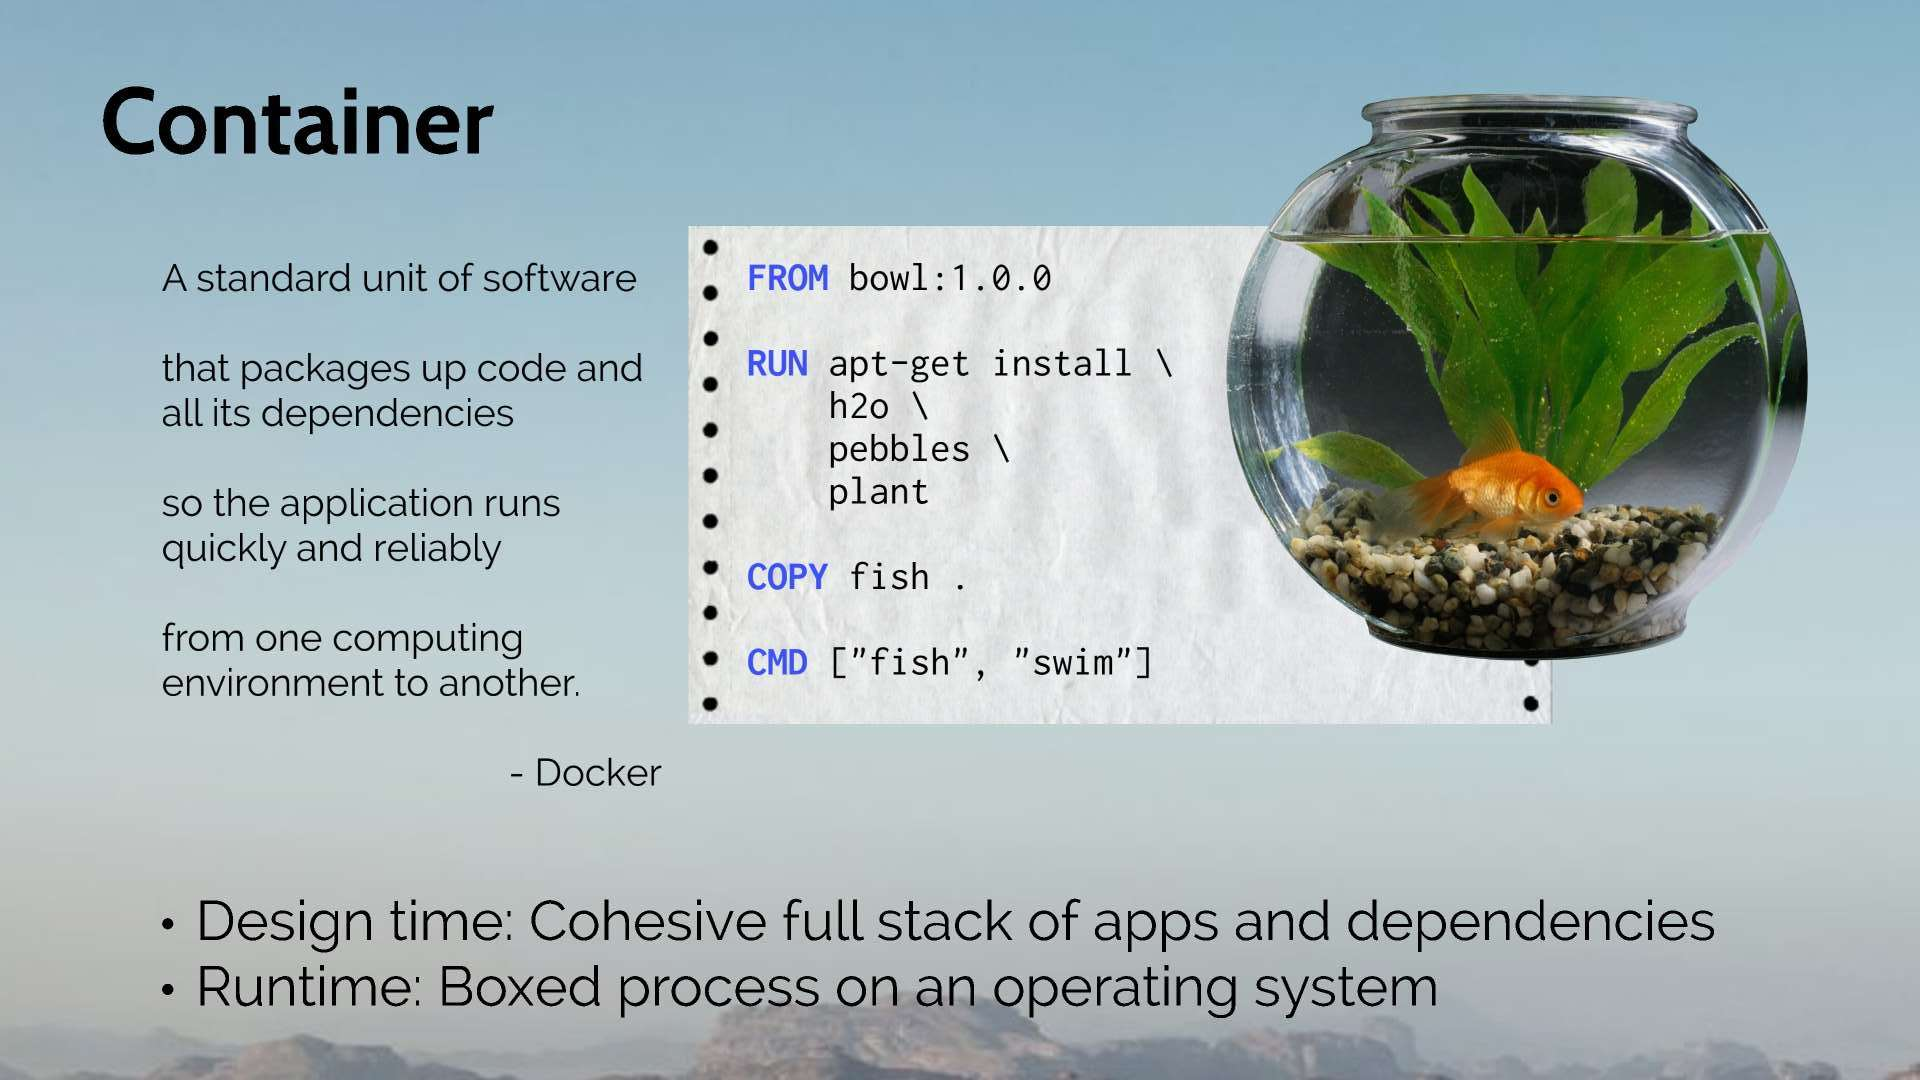 Container
A standard unit of software
that packages up code and
all its dependencies
so the application runs
quickly and reliably
from one computing
environment to another.
- Docker
FROM bowl:1.0.0
RUN apt-get install \
h2o \
pebbles \
plant
COPY fish .
CMD ["fish", "swim"]
• Design time: Cohesive full stack of apps and dependencies
• Runtime: Boxed process on an operating system